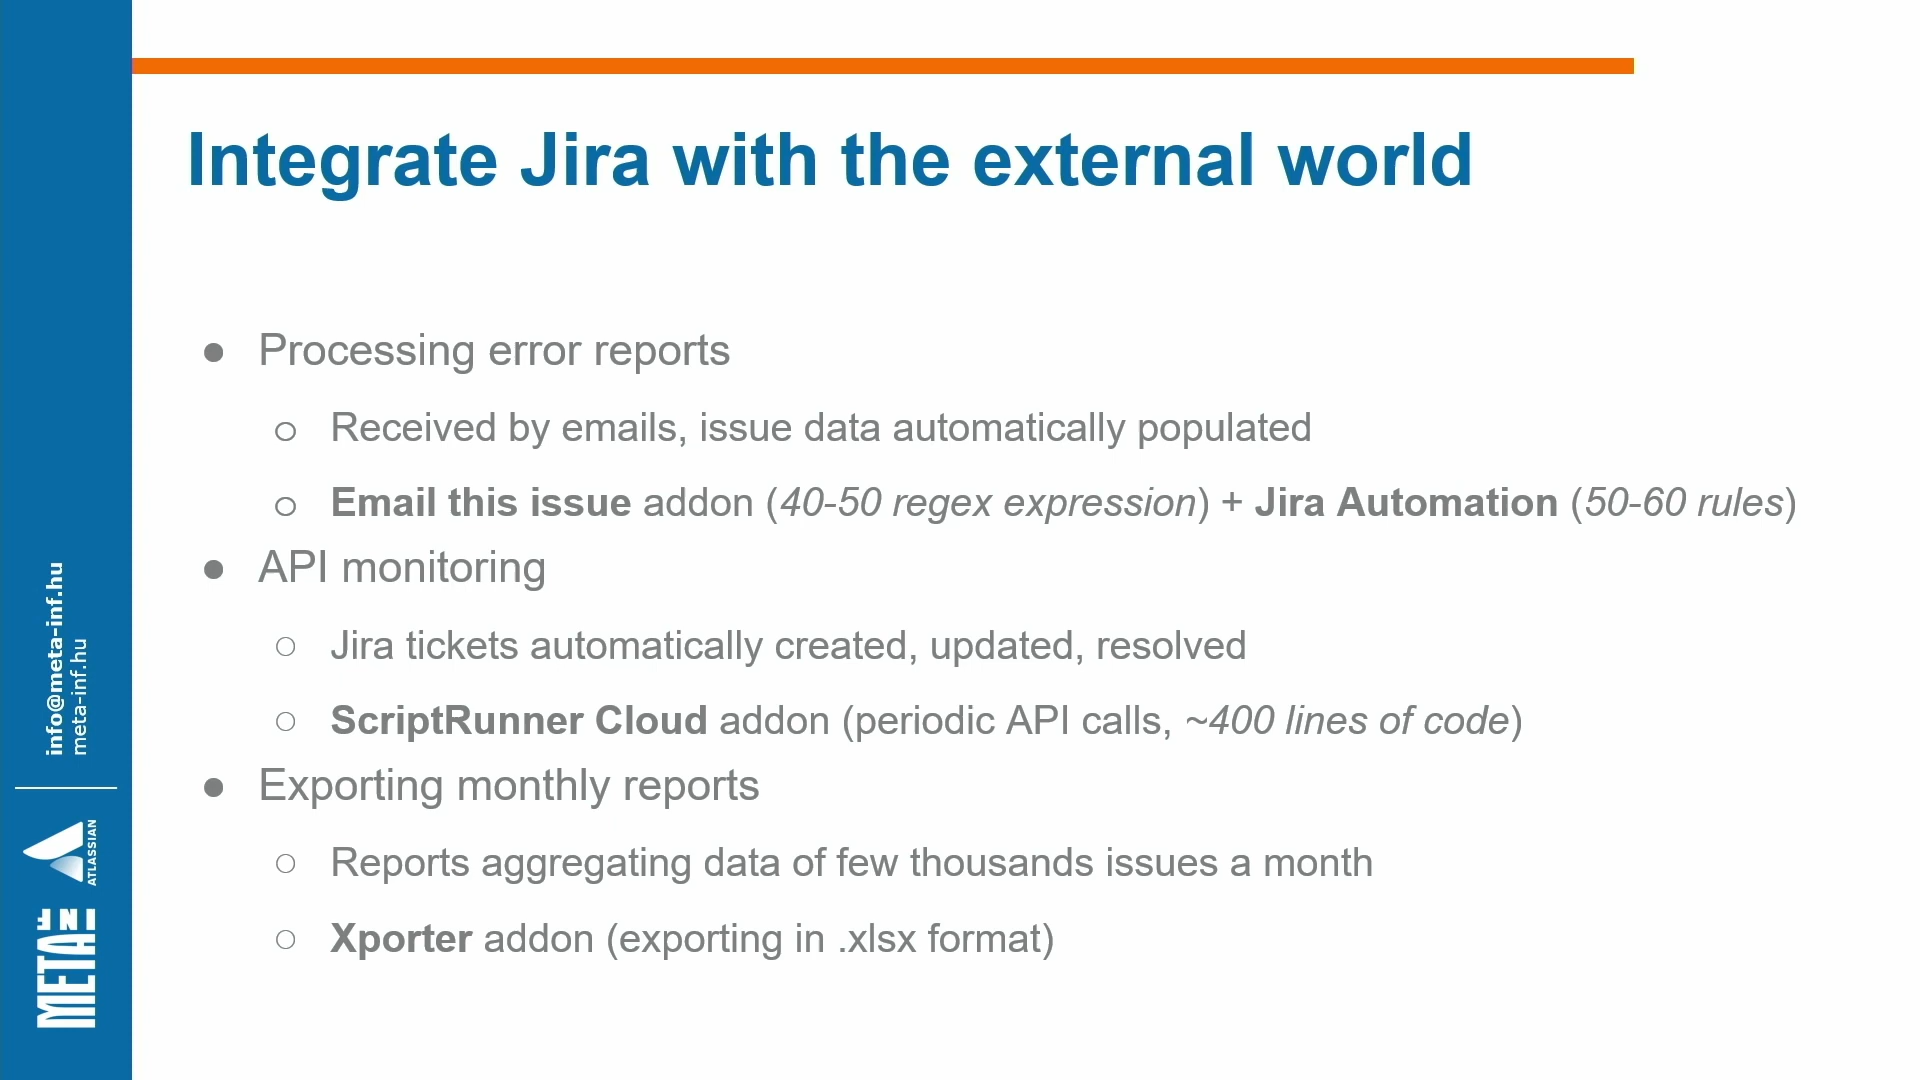 Integrate Jira with the external world
● Processing error reports
○ Received by emails, issue data automatically populated
○ Email this issue addon (40-50 regex expression) + Jira Automation (50-60 rules)
● API monitoring
○ Jira tickets automatically created, updated, resolved
○ ScriptRunner Cloud addon (periodic API calls, ~400 lines of code)
● Exporting monthly reports
○ Reports aggregating data of few thousands issues a month
○ Xporter addon (exporting in .xlsx format)
info@meta-inf.hu
meta-inf.hu
ATLASSIAN
META INF